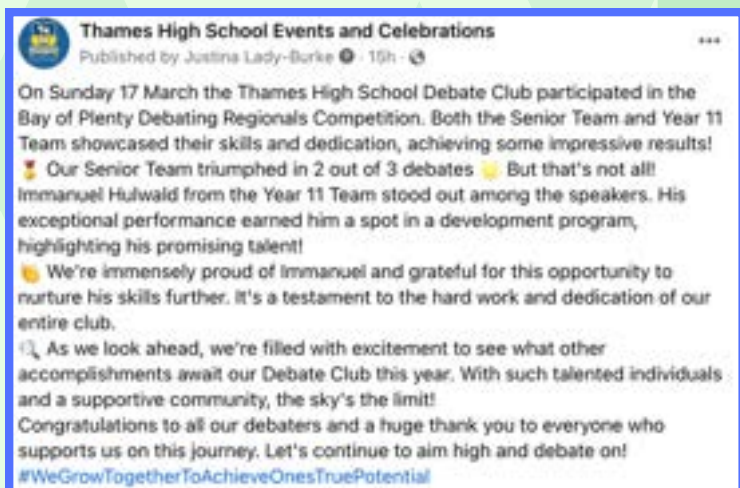 Thames High School Events and Celebrations
Published by Justina Lady-Burke · 15h ·
On Sunday 17 March the Thames High School Debate Club participated in the
Bay of Plenty Debating Regionals Competition. Both the Senior Team and Year 11
Team showcased their skills and dedication, achieving some impressive results!
🏅 Our Senior Team triumphed in 2 out of 3 debates 🌟 But that's not all!
Immanuel Hulwald from the Year 11 Team stood out among the speakers. His
exceptional performance earned him a spot in a development program,
highlighting his promising talent!
👏 We're immensely proud of Immanuel and grateful for this opportunity to
nurture his skills further. It's a testament to the hard work and dedication of our
entire club.
🔍 As we look ahead, we're filled with excitement to see what other
accomplishments await our Debate Club this year. With such talented individuals
and a supportive community, the sky's the limit!
Congratulations to all our debaters and a huge thank you to everyone who
supports us on this journey. Let's continue to aim high and debate on!
#WeGrowTogetherToAchieveOnesTruePotential